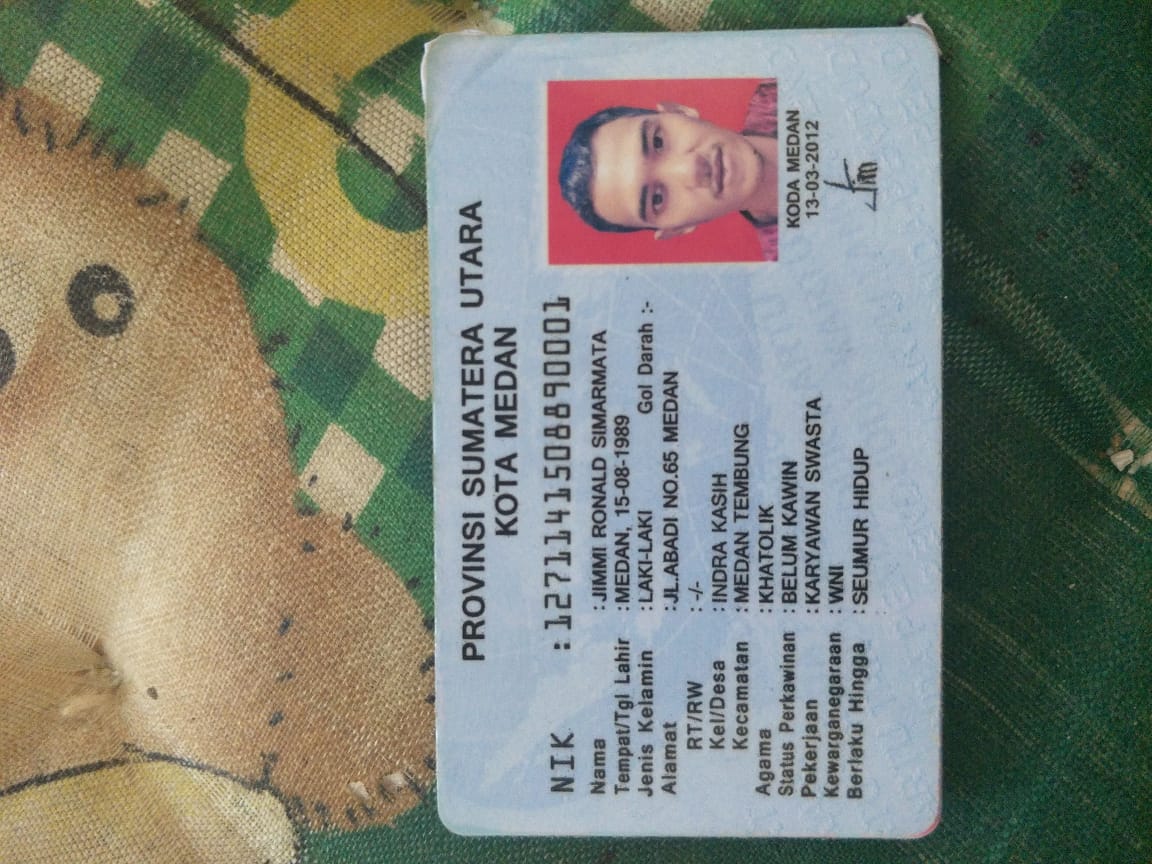 PROVINSI SUMATERA UTARA
KOTA MEDAN
NIK : 1271141508890001
Nama : JIMMI RONALD SIMARMATA
Tempat/Tgl Lahir : MEDAN, 15-08-1989
Jenis Kelamin : LAKI-LAKI Gol Darah :-
Alamat : JL.ABADI NO.65 MEDAN
RT/RW : -/-
Kel/Desa : INDRA KASIH
Kecamatan : MEDAN TEMBUNG
Agama : KHATOLIK
Status Perkawinan : BELUM KAWIN
Pekerjaan : KARYAWAN SWASTA
Kewarganegaraan : WNI
Berlaku Hingga : SEUMUR HIDUP
KODA MEDAN
13-03-2012